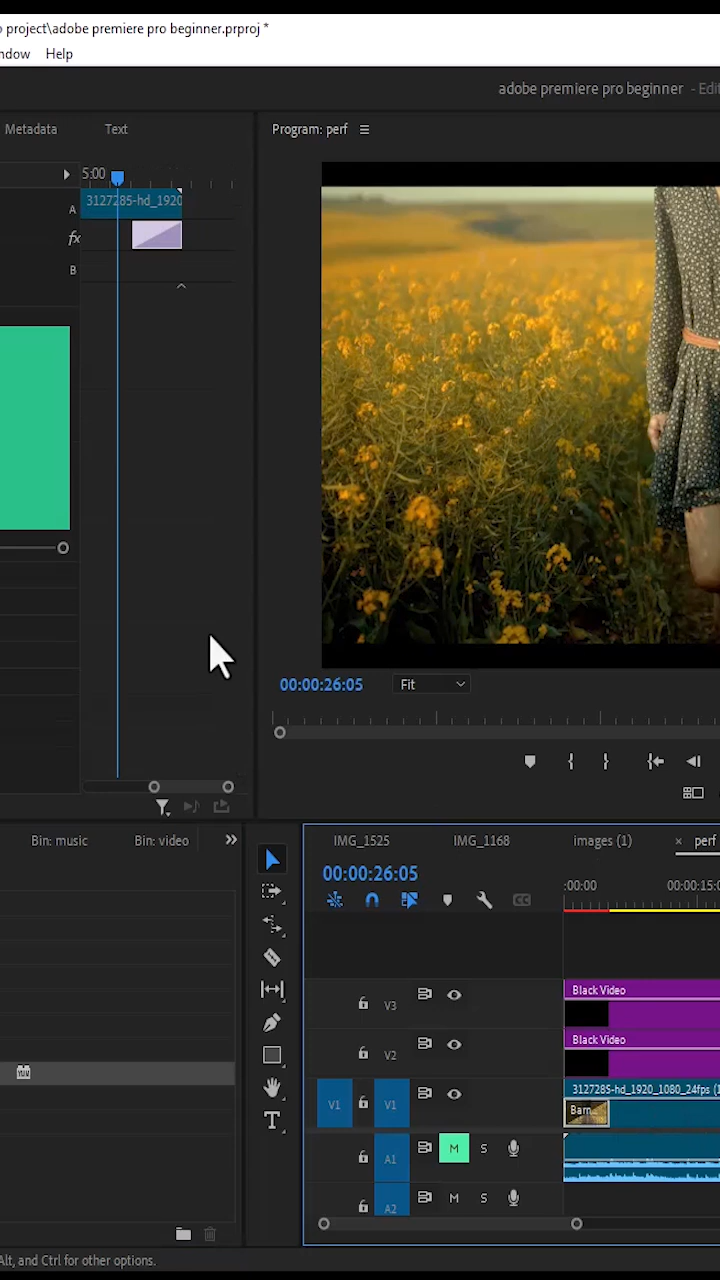 o project\adobe premiere pro beginner.prproj *
ndow Help
adobe premiere pro beginner - Edi
Metadata Text
Program: perf
5:00
A 3127285-hd_1920
fx
B
00:00:26:05 Fit
Bin: music Bin: video
IMG_1525 IMG_1168 images (1) × perf
00:00:26:05
:00:00 00:00:15:0
V3 Black Video
V2 Black Video
3127285-hd_1920_1080_24fps (1
V1 V1 Barn...
A1 M S
A2 M S
Alt, and Ctrl for other options.